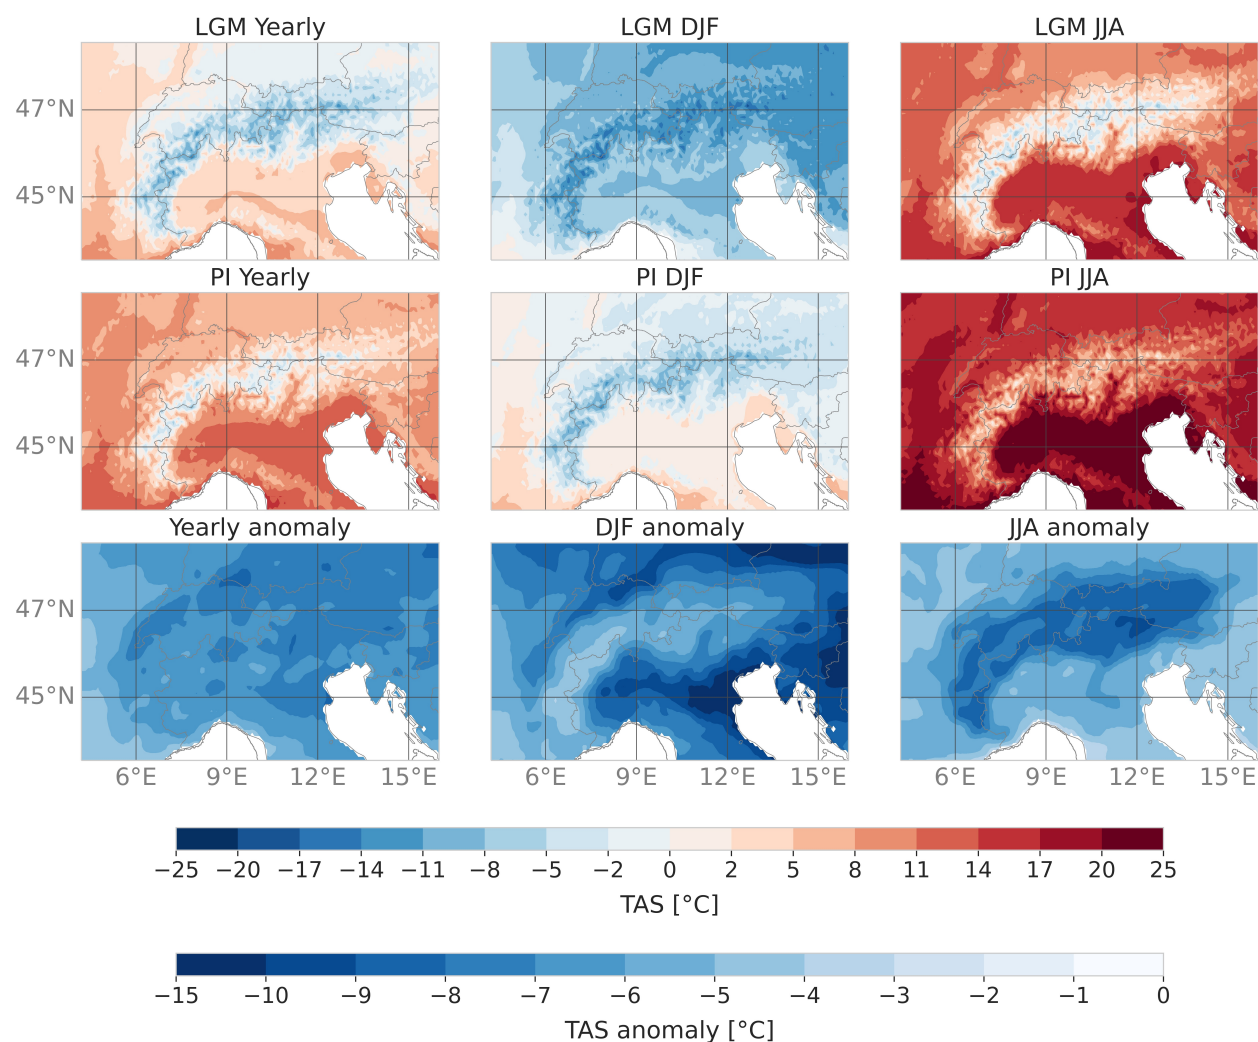 LGM Yearly LGM DJF LGM JJA
47°N
45°N
PI Yearly PI DJF PI JJA
47°N
45°N
Yearly anomaly DJF anomaly JJA anomaly
47°N
45°N
6°E 9°E 12°E 15°E 6°E 9°E 12°E 15°E 6°E 9°E 12°E 15°E
−25 −20 −17 −14 −11 −8 −5 −2 0 2 5 8 11 14 17 20 25
TAS [°C]
−15 −10 −9 −8 −7 −6 −5 −4 −3 −2 −1 0
TAS anomaly [°C]